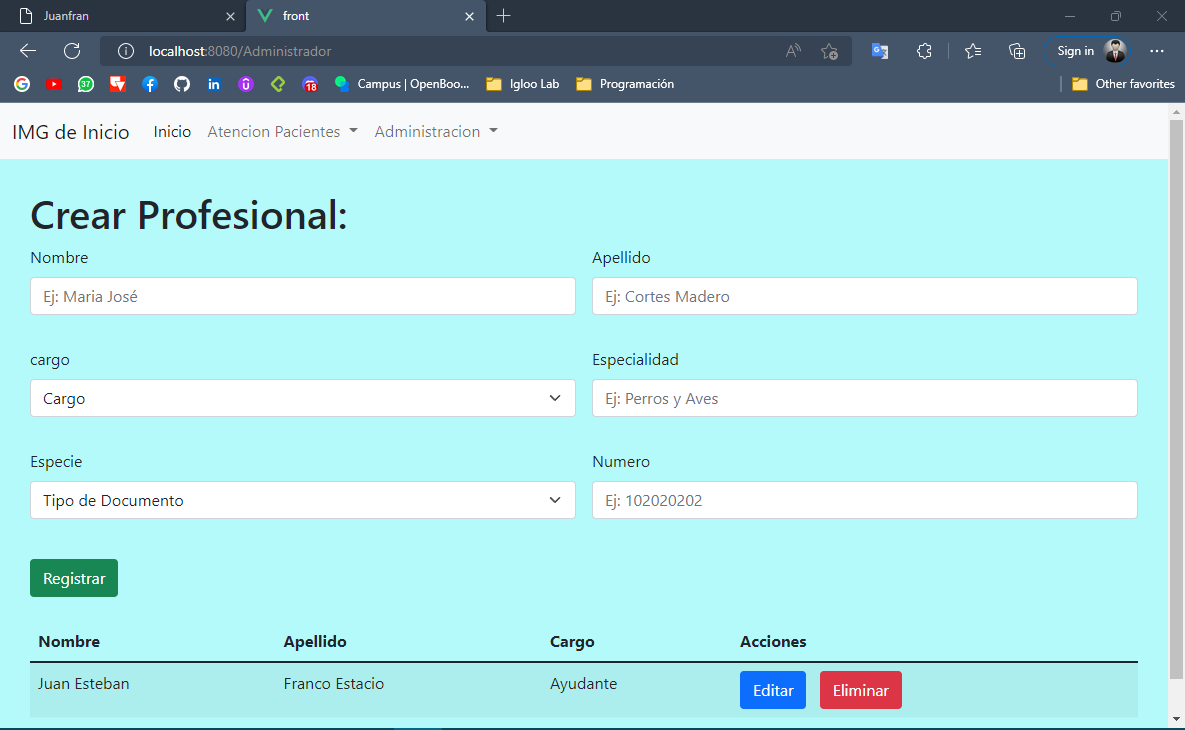 Juanfran
front
localhost:8080/Administrador
Sign in
37
18
Campus | OpenBoo...
Igloo Lab
Programación
Other favorites
IMG de Inicio Inicio Atencion Pacientes Administracion
Crear Profesional:
Nombre Apellido
Ej: Maria José Ej: Cortes Madero
cargo Especialidad
Cargo Ej: Perros y Aves
Especie Numero
Tipo de Documento Ej: 102020202
Registrar
Nombre Apellido Cargo Acciones
Juan Esteban Franco Estacio Ayudante Editar Eliminar